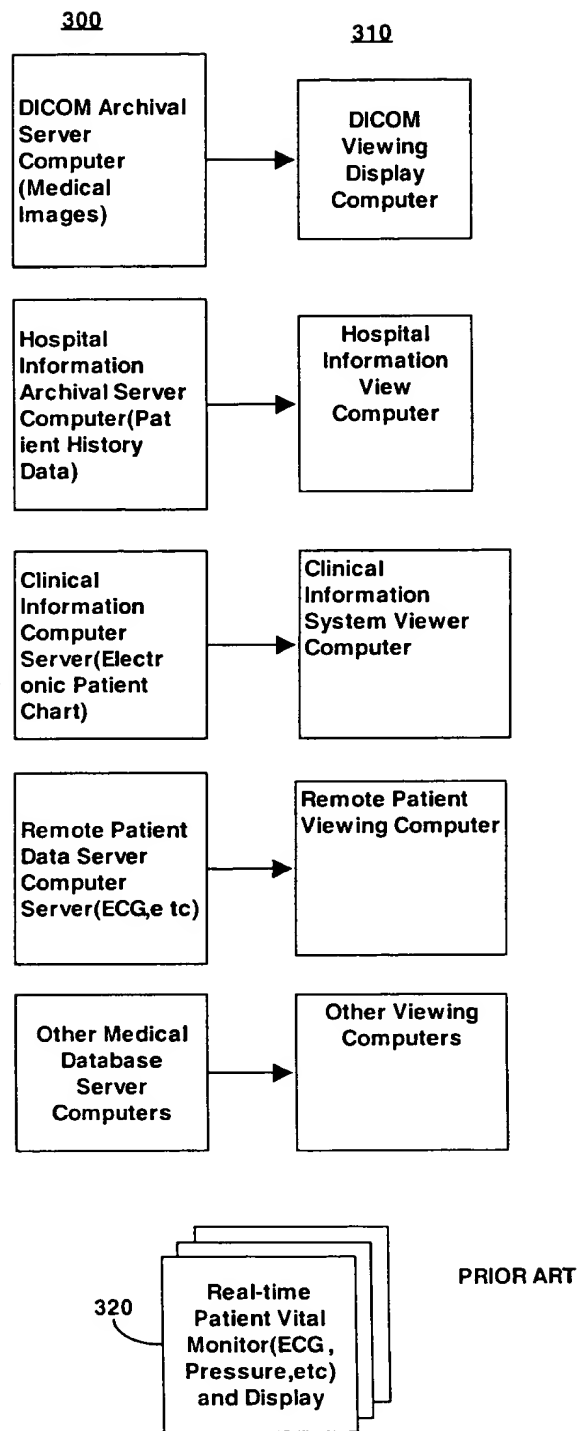 300
310
DICOM Archival
Server
Computer
(Medical
Images)
DICOM
Viewing
Display
Computer
Hospital
Information
Archival Server
Computer(Pat
ient History
Data)
Hospital
Information
View
Computer
Clinical
Information
Computer
Server(Electr
onic Patient
Chart)
Clinical
Information
System Viewer
Computer
Remote Patient
Data Server
Computer
Server(ECG,e tc)
Remote Patient
Viewing Computer
Other Medical
Database
Server
Computers
Other Viewing
Computers
PRIOR ART
320
Real-time
Patient Vital
Monitor(ECG ,
Pressure,etc)
and Display